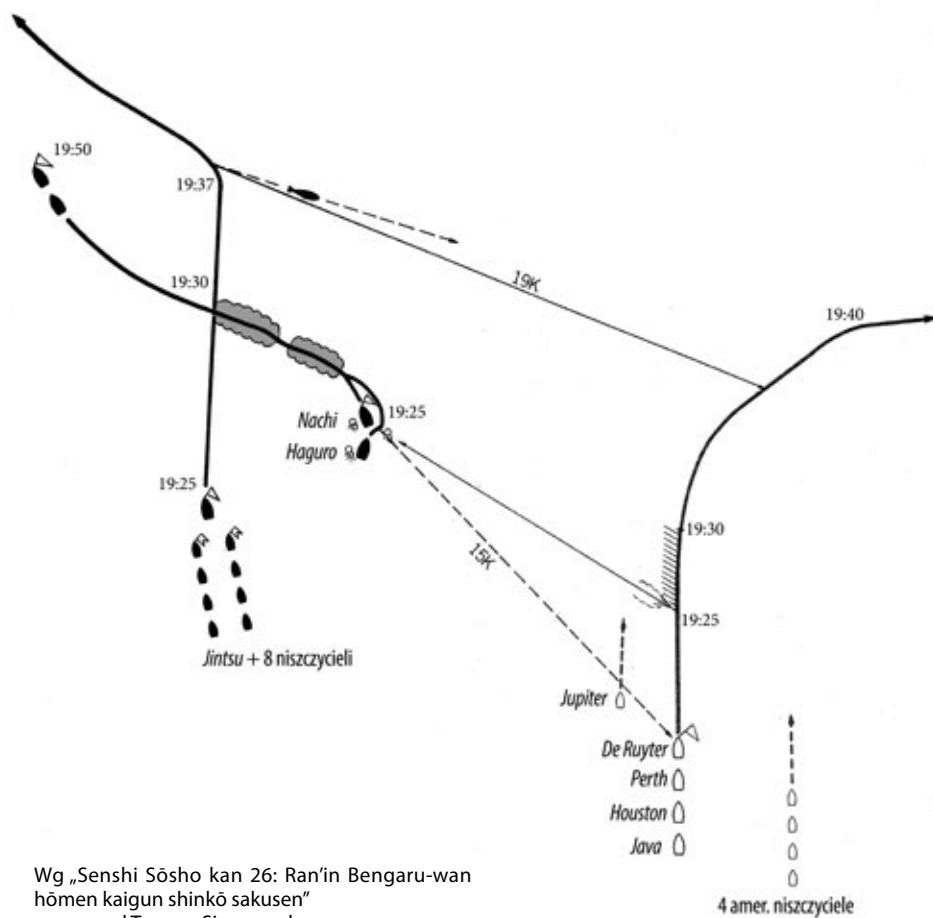 19:50
19:37
19K
19:30
19:40
Nachi
19:25
Haguro
19:25
15K
19:30
19:25
Jintsu + 8 niszczycieli
Jupiter
De Ruyter
Perth
Houston
Java
4 amer. niszczyciele
Wg „Senshi Sōsho kan 26: Ran'in Bengaru-wan
hōmen kaigun shinkō sakusen”